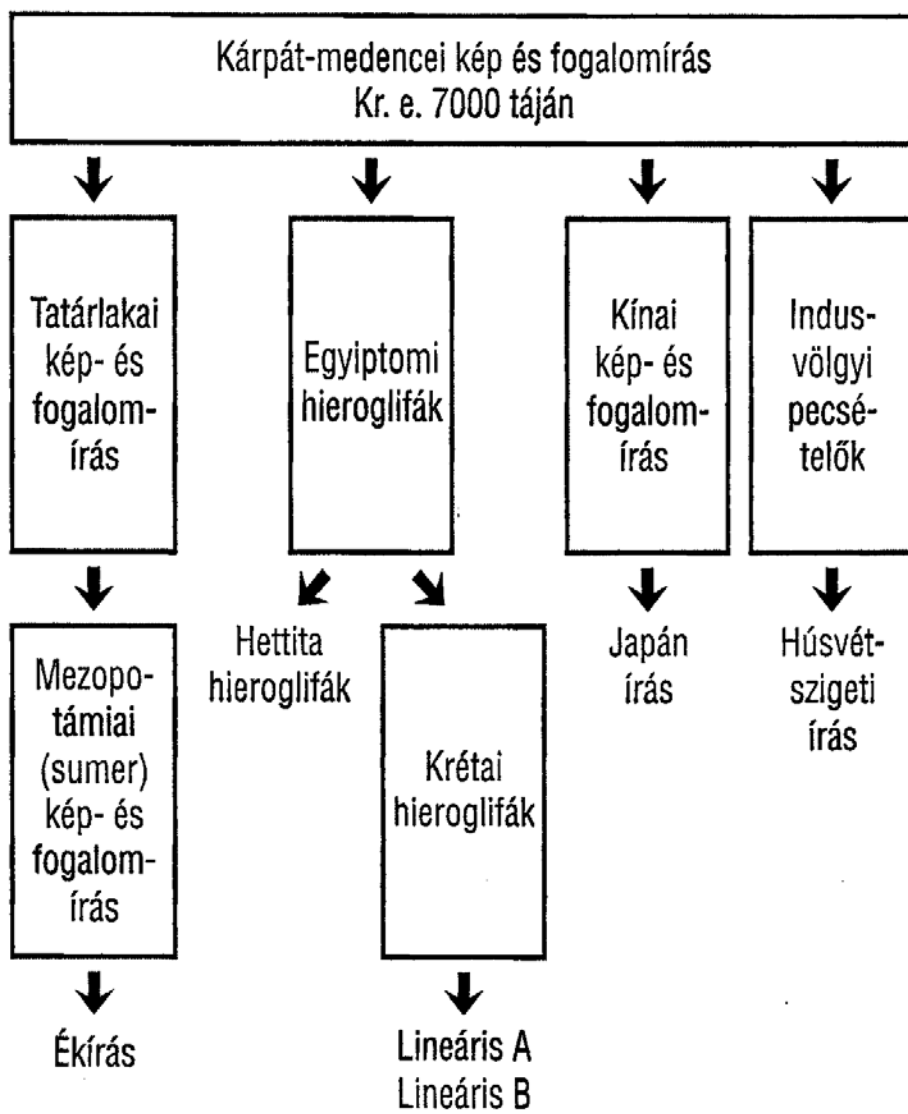 Kárpát-medencei kép és fogalomírás
Kr. e. 7000 táján
Tatárlakai
kép- és
fogalom-
írás
Egyiptomi
hieroglifák
Kínai
kép- és
fogalom-
írás
Indus-
völgyi
pecsé-
telők
Mezopo-
támiai
(sumer)
kép- és
fogalom-
írás
Hettita
hieroglifák
Krétai
hieroglifák
Japán
írás
Húsvét-
szigeti
írás
Ékírás
Lineáris A
Lineáris B